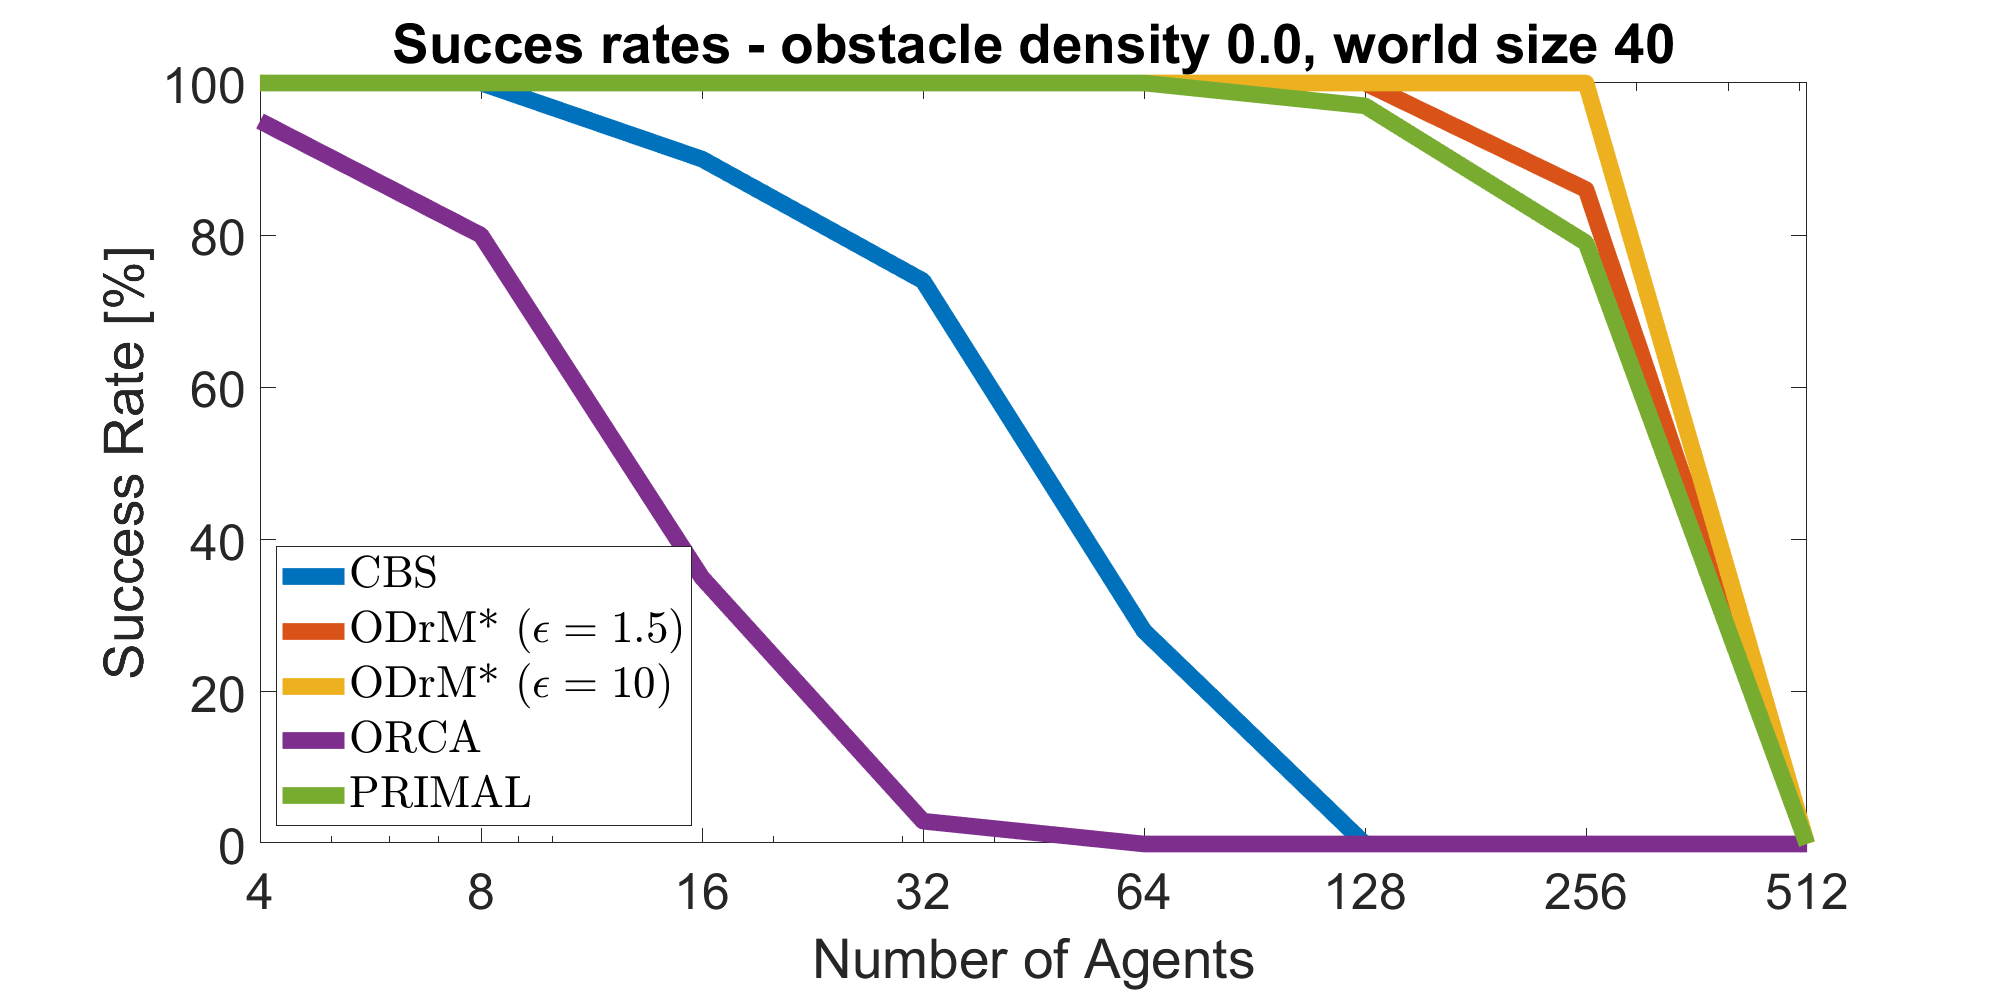 Succes rates - obstacle density 0.0, world size 40
Success Rate [%]
100
80
60
40
20
0
CBS
ODrM* (ϵ = 1.5)
ODrM* (ϵ = 10)
ORCA
PRIMAL
4 8 16 32 64 128 256 512
Number of Agents